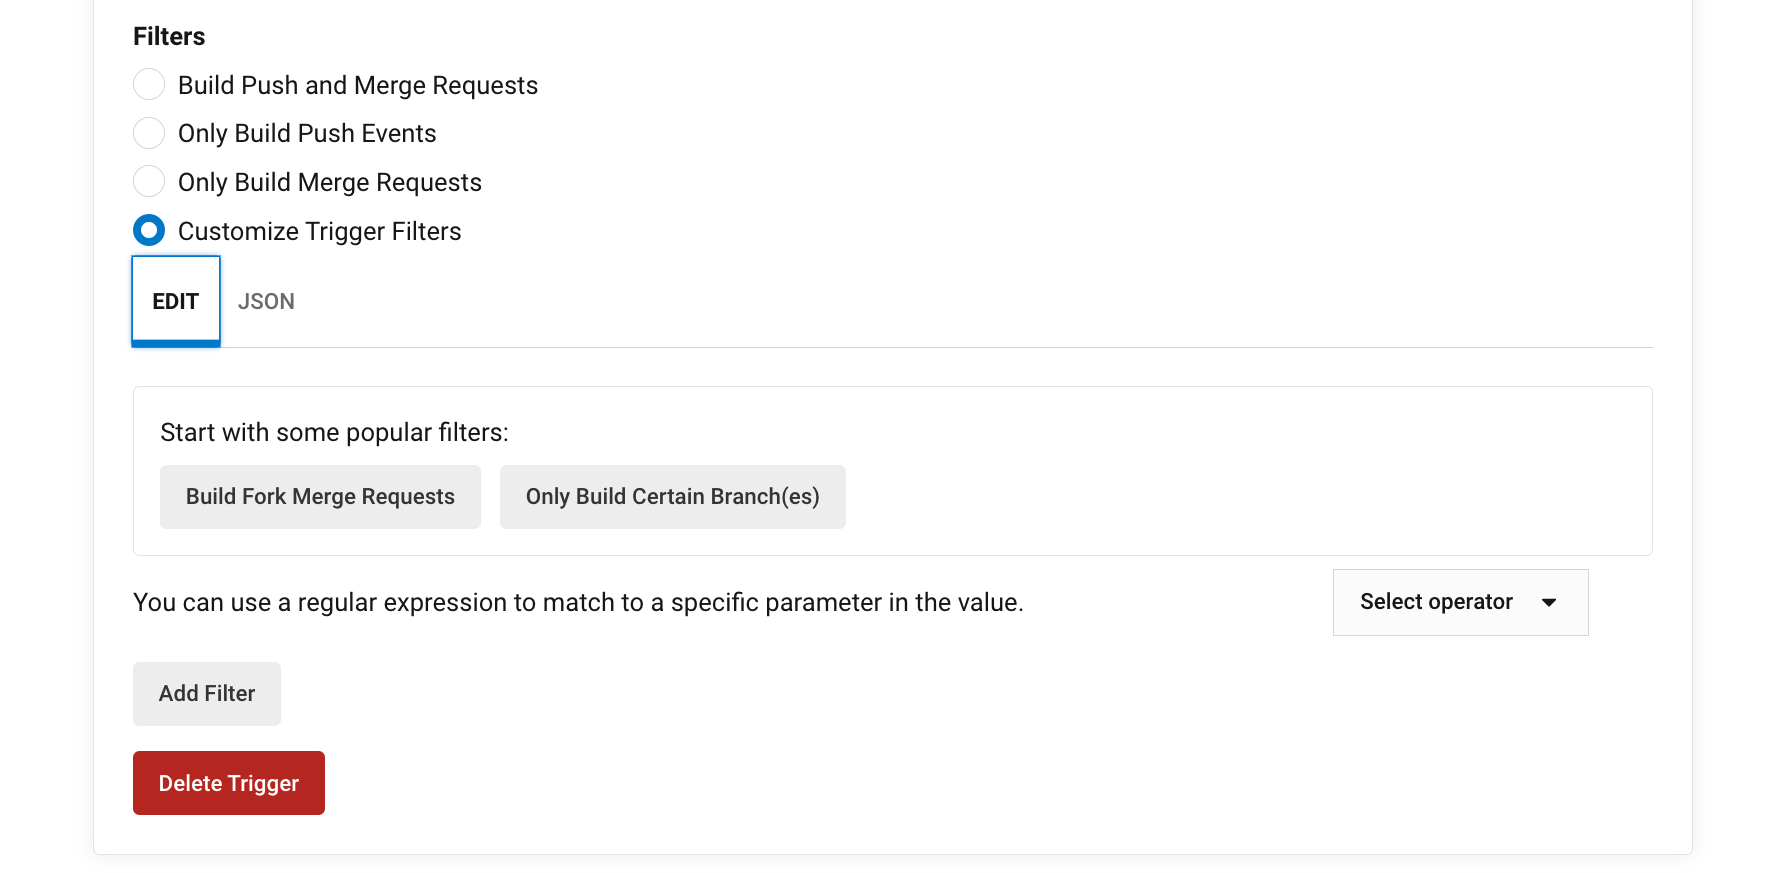 Filters
Build Push and Merge Requests
Only Build Push Events
Only Build Merge Requests
Customize Trigger Filters
EDIT JSON
Start with some popular filters:
Build Fork Merge Requests Only Build Certain Branch(es)
You can use a regular expression to match to a specific parameter in the value. Select operator
Add Filter
Delete Trigger